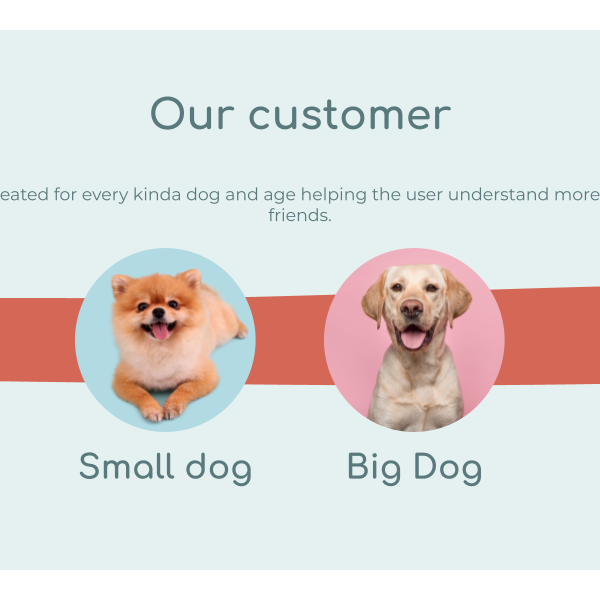 Our customer
eated for every kinda dog and age helping the user understand more
friends.
Small dog
Big Dog